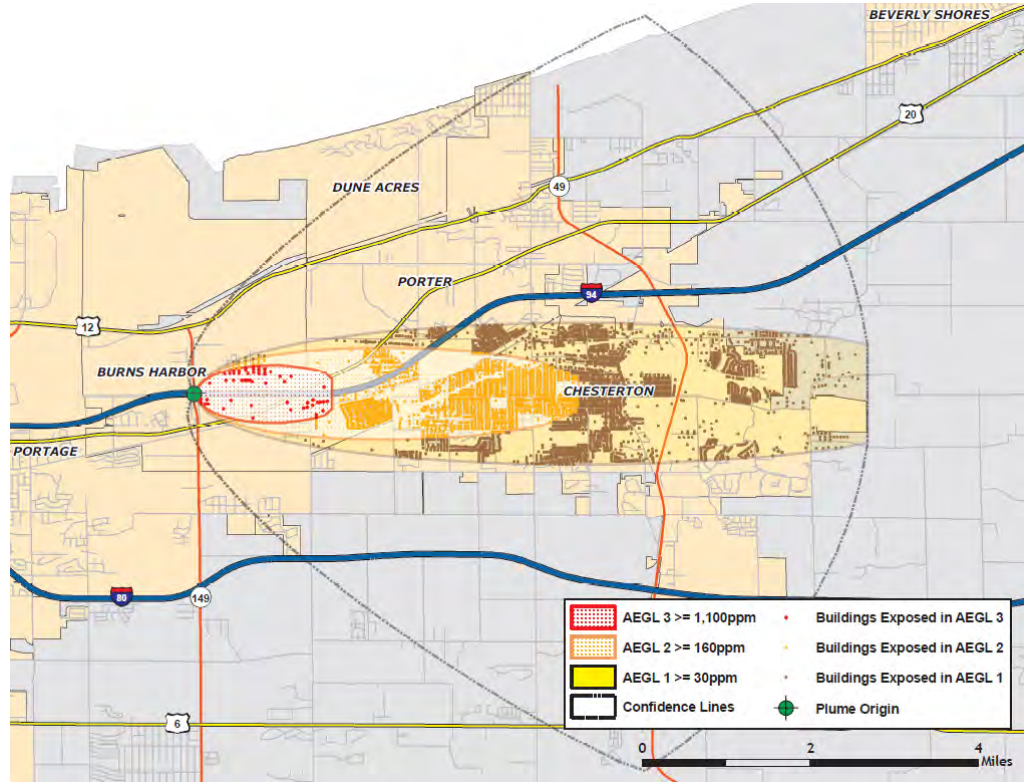 BEVERLY SHORES
20
DUNE ACRES
49
PORTER
94
12
BURNS HARBOR
CHESTERTON
PORTAGE
80
149
6
AEGL 3 >= 1,100ppm
Buildings Exposed in AEGL 3
AEGL 2 >= 160ppm
Buildings Exposed in AEGL 2
AEGL 1 >= 30ppm
Buildings Exposed in AEGL 1
Confidence Lines
Plume Origin
0 2 4
Miles